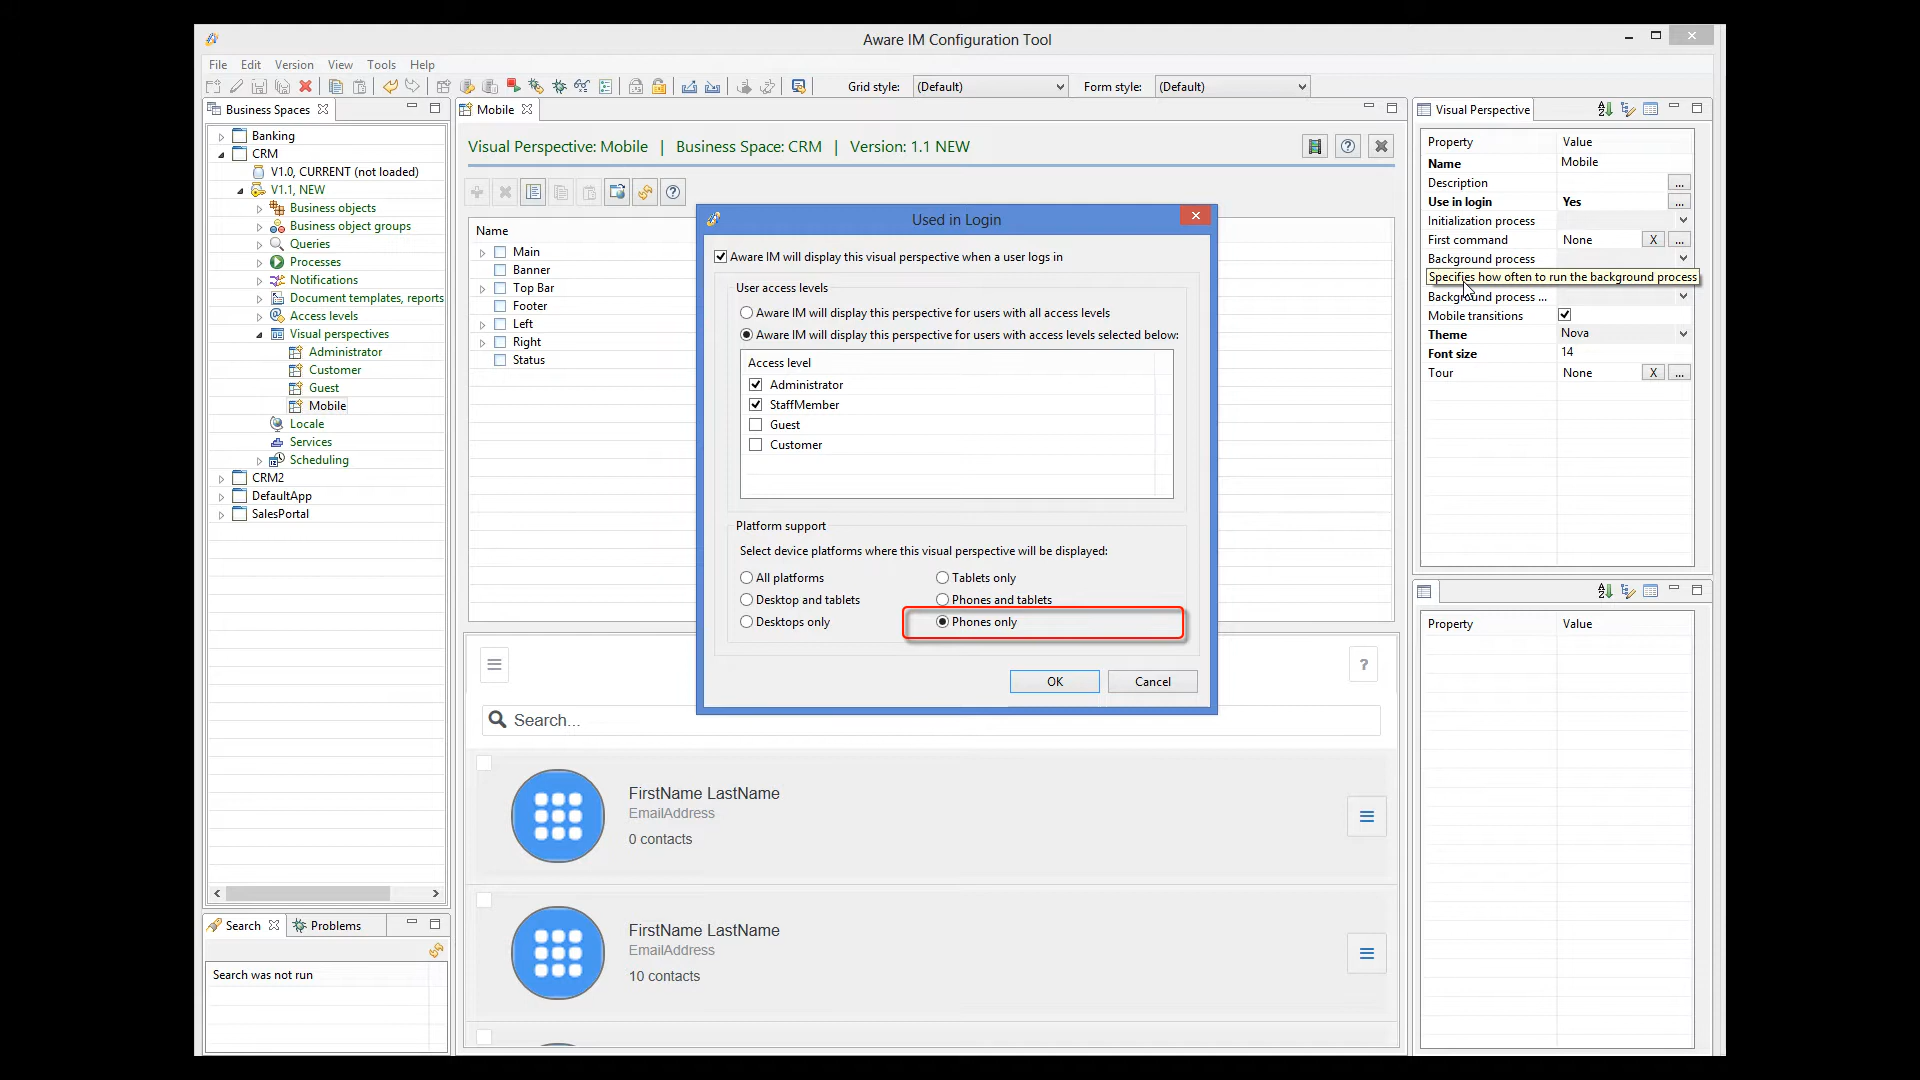 Aware IM Configuration Tool
File Edit Version View Tools Help
Grid style: (Default) Form style: (Default)
Business Spaces
Banking
CRM
V1.0, CURRENT (not loaded)
V1.1, NEW
Business objects
Business object groups
Queries
Processes
Notifications
Document templates, reports
Access levels
Visual perspectives
Administrator
Customer
Guest
Mobile
Locale
Services
Scheduling
CRM2
DefaultApp
SalesPortal
Search Problems
Search was not run
Mobile
Visual Perspective: Mobile | Business Space: CRM | Version: 1.1 NEW
Name
Main
Banner
Top Bar
Footer
Left
Right
Status
Used in Login
Aware IM will display this visual perspective when a user logs in
User access levels
Aware IM will display this perspective for users with all access levels
Aware IM will display this perspective for users with access levels selected below:
Access level
Administrator
StaffMember
Guest
Customer
Platform support
Select device platforms where this visual perspective will be displayed:
All platforms Tablets only
Desktop and tablets Phones and tablets
Desktops only Phones only
OK Cancel
?
Search...
FirstName LastName
EmailAddress
0 contacts
FirstName LastName
EmailAddress
10 contacts
Visual Perspective
Property Value
Name Mobile
Description ...
Use in login Yes ...
Initialization process
First command None X ...
Background process
Specifies how often to run the background process
Background process ...
Mobile transitions
Theme Nova
Font size 14
Tour None X ...
Property Value